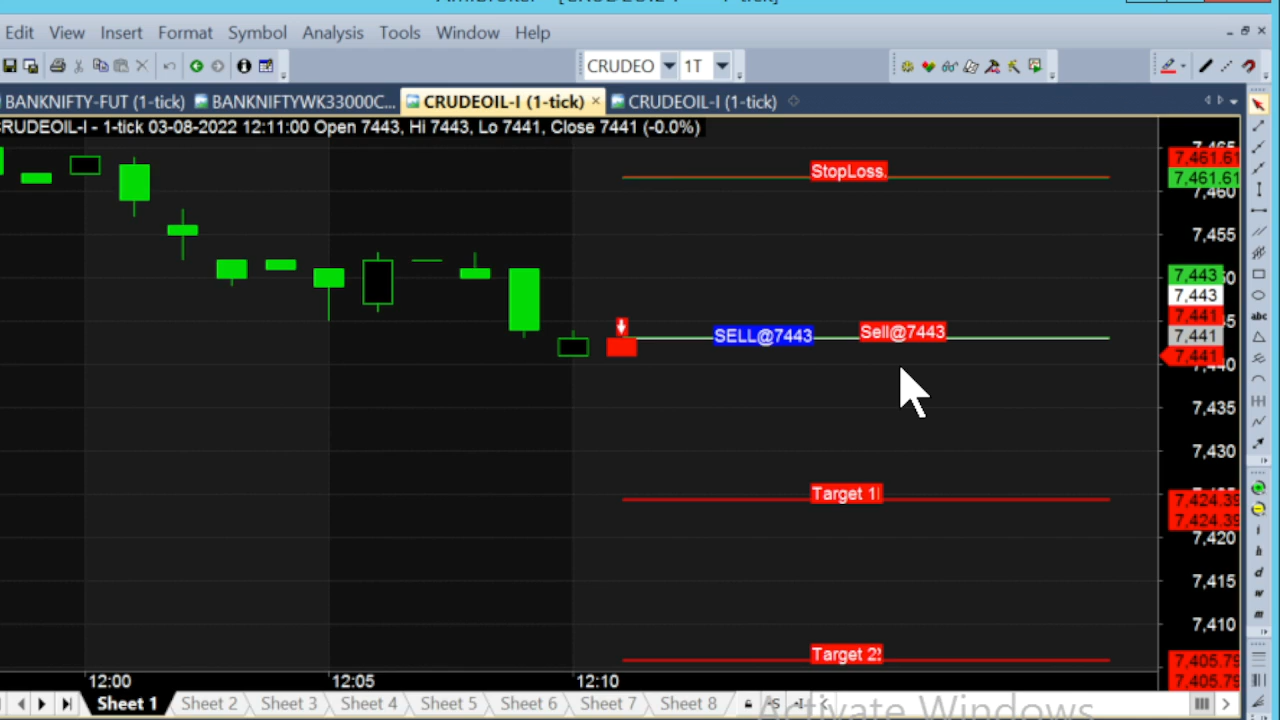 Edit View Insert Format Symbol Analysis Tools Window Help
CRUDEO 1T
BANKNIFTY-FUT (1-tick) BANKNIFTYWK33000C... CRUDEOIL-I (1-tick) × CRUDEOIL-I (1-tick)
CRUDEOIL-I - 1-tick 03-08-2022 12:11:00 Open 7443, Hi 7443, Lo 7441, Close 7441 (-0.0%)
StopLoss.
7,461.61
7,461.61
7,460
7,455
7,443
7,443
7,441
7,441
7,441
SELL@7443 Sell@7443
7,435
7,430
Target 1
7,424.39
7,424.39
7,420
7,415
7,410
Target 2
7,405.79
7,405.79
abc
i
h
d
w
m
12:00 12:05 12:10
Sheet 1 Sheet 2 Sheet 3 Sheet 4 Sheet 5 Sheet 6 Sheet 7 Sheet 8
Activate Windows